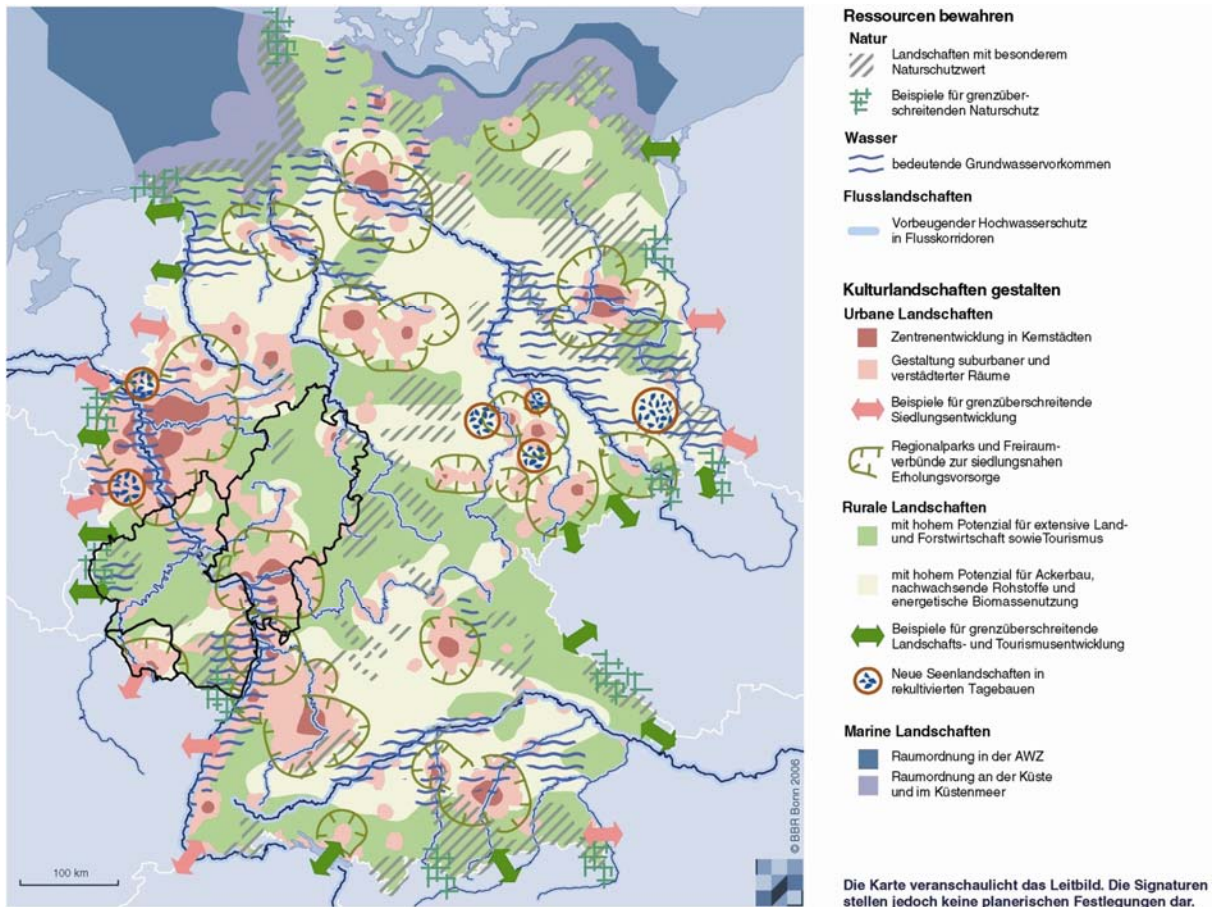 Ressourcen bewahren
Natur
Landschaften mit besonderem
Naturschutzwert
Beispiele für grenzüber-
schreitenden Naturschutz
Wasser
bedeutende Grundwasservorkommen
Flusslandschaften
Vorbeugender Hochwasserschutz
in Flusskorridoren
Kulturlandschaften gestalten
Urbane Landschaften
Zentrenentwicklung in Kernstädten
Gestaltung suburbaner und
verstädterter Räume
Beispiele für grenzüberschreitende
Siedlungsentwicklung
Regionalparks und Freiraum-
verbünde zur siedlungsnahen
Erholungsvorsorge
Rurale Landschaften
mit hohem Potenzial für extensive Land-
und Forstwirtschaft sowie Tourismus
mit hohem Potenzial für Ackerbau,
nachwachsende Rohstoffe und
energetische Biomassenutzung
Beispiele für grenzüberschreitende
Landschafts- und Tourismusentwicklung
Neue Seenlandschaften in
rekultivierten Tagebauen
Marine Landschaften
Raumordnung in der AWZ
Raumordnung an der Küste
und im Küstenmeer
© BBR Bonn 2006
100 km
Die Karte veranschaulicht das Leitbild. Die Signaturen
stellen jedoch keine planerischen Festlegungen dar.